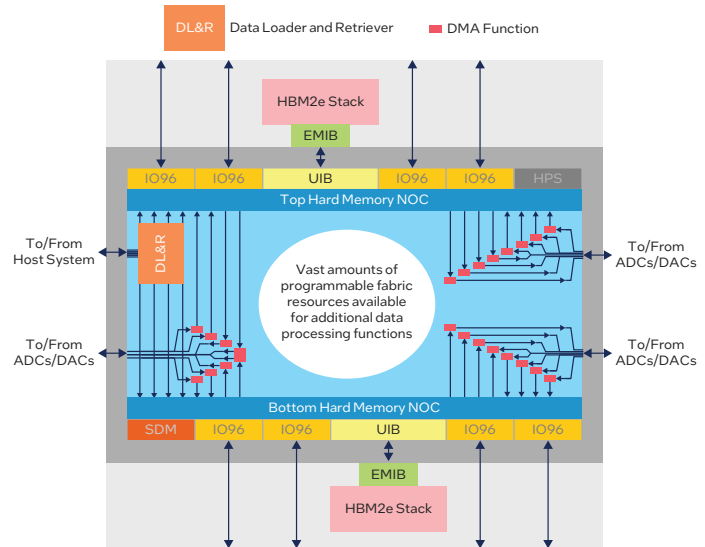 DL&R
Data Loader and Retriever
DMA Function
HBM2e Stack
EMIB
IO96
IO96
UIB
IO96
IO96
HPS
Top Hard Memory NOC
To/From
Host System
DL&R
To/From
ADCs/DACs
Vast amounts of
programmable fabric
resources available
for additional data
processing functions
To/From
ADCs/DACs
To/From
ADCs/DACs
Bottom Hard Memory NOC
SDM
IO96
IO96
UIB
IO96
IO96
EMIB
HBM2e Stack